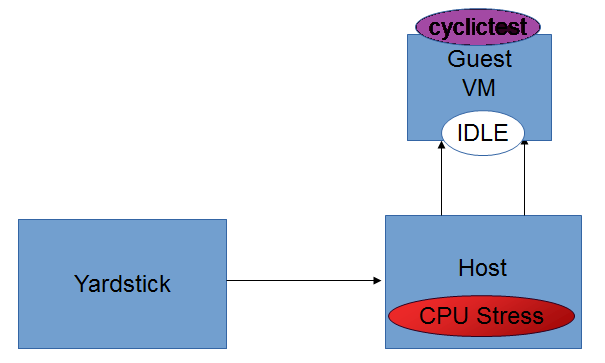 cyclictest
Guest
VM
IDLE
Yardstick
Host
CPU Stress